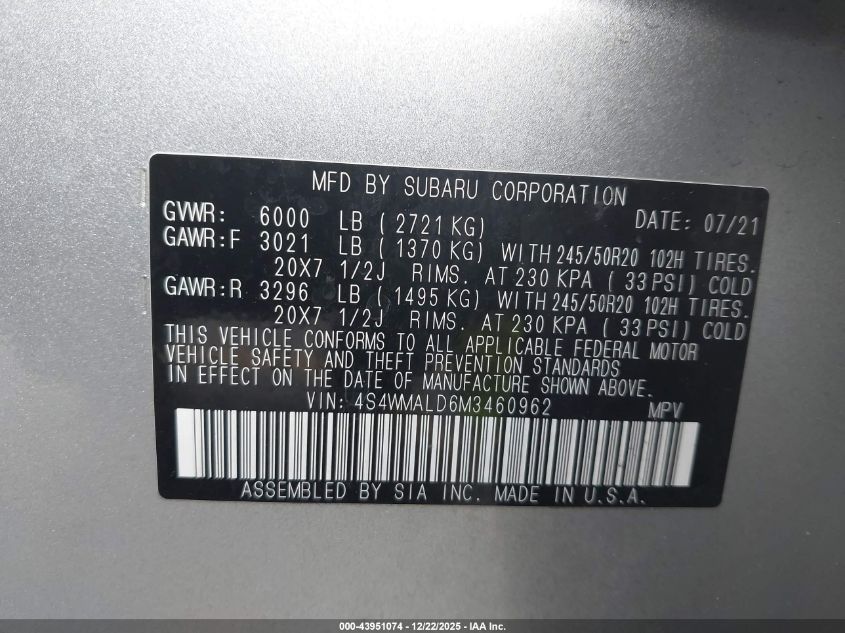 MFD BY SUBARU CORPORATION
GVWR: 6000 LB ( 2721 KG) DATE: 07/21
GAWR:F 3021 LB ( 1370 KG) WITH 245/50R20 102H TIRES.
20X7 1/2J RIMS. AT 230 KPA ( 33 PSI) COLD
GAWR:R 3296 LB ( 1495 KG) WITH 245/50R20 102H TIRES.
20X7 1/2J RIMS. AT 230 KPA ( 33 PSI) COLD
THIS VEHICLE CONFORMS TO ALL APPLICABLE FEDERAL MOTOR
VEHICLE SAFETY AND THEFT PREVENTION STANDARDS
IN EFFECT ON THE DATE OF MANUFACTURE SHOWN ABOVE.
VIN: 4S4WMALD6M3460962 MPV
ASSEMBLED BY SIA INC. MADE IN U.S.A.
000-43951074 - 12/22/2025 - IAA Inc.